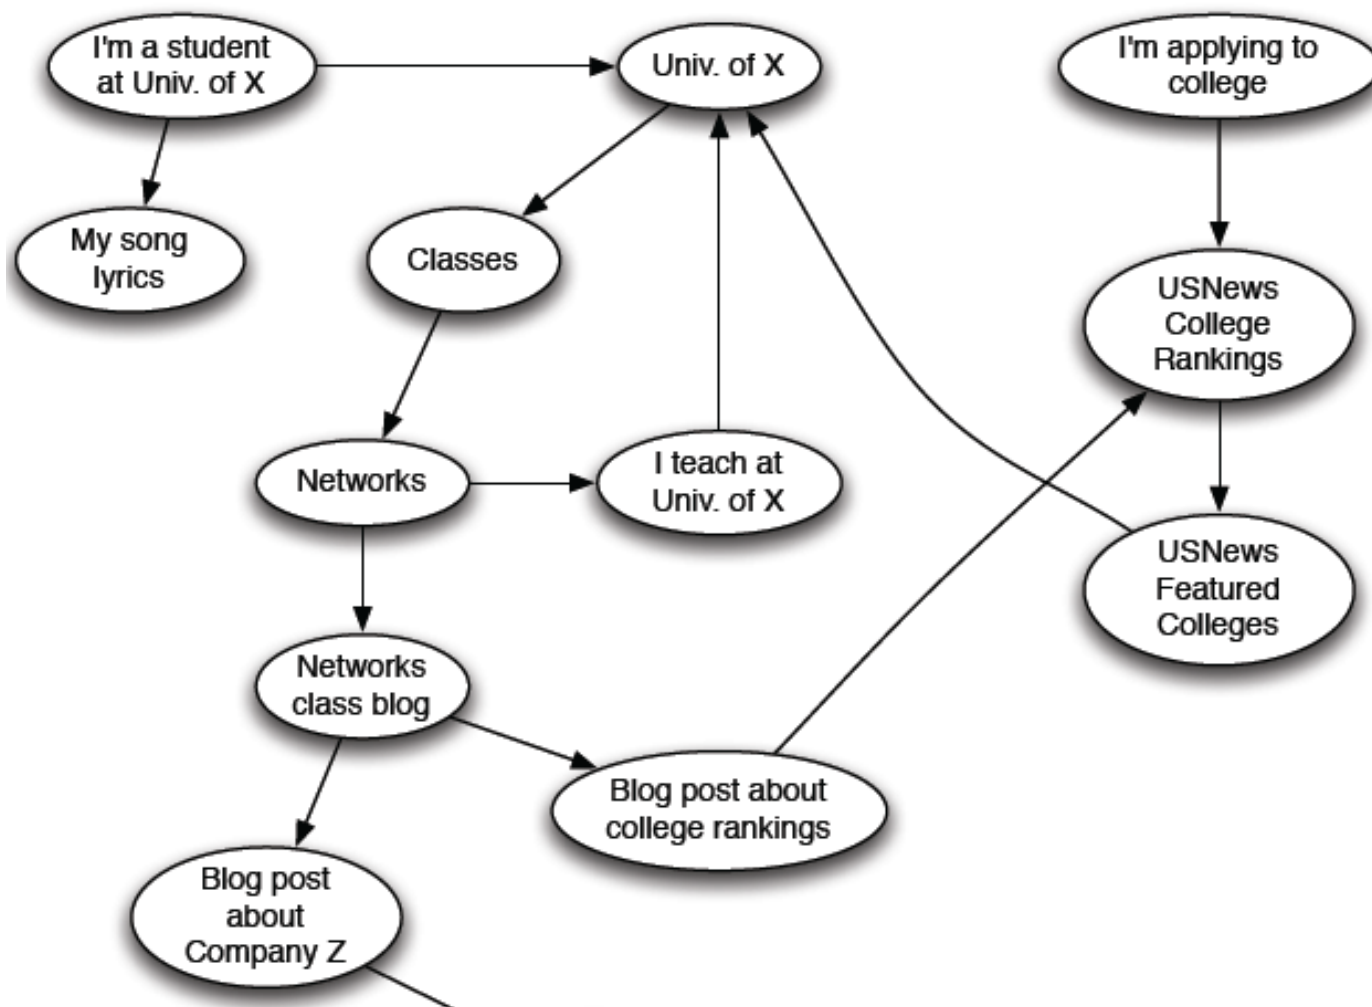 I'm a student
at Univ. of X
Univ. of X
I'm applying to
college
My song
lyrics
Classes
USNews
College
Rankings
Networks
I teach at
Univ. of X
USNews
Featured
Colleges
Networks
class blog
Blog post about
college rankings
Blog post
about
Company Z